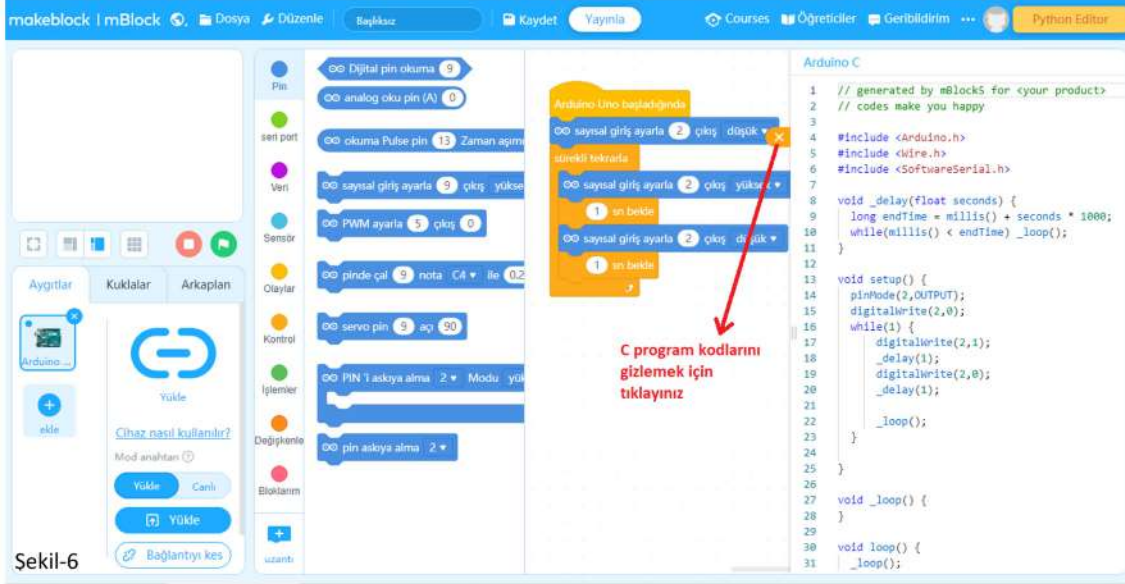 makeblock | mBlock Dosya Düzenle Başlıksız Kaydet Yayınla Courses Öğreticiler Geribildirim ... Python Editor
Aygıtlar Kuklalar Arkaplan
Arduino ...
ekle
Yükle
Cihaz nasıl kullanılır?
Mod anahtarı ?
Yükle Canlı
Yükle
Bağlantıyı kes
Şekil-6
Pin
seri port
Veri
Sensör
Olaylar
Kontrol
İşlemler
Değişkenle
Bloklarım
uzantı
Dijital pin okuma 9
analog oku pin (A) 0
okuma Pulse pin 13 Zaman aşımı
sayısal giriş ayarla 9 çıkış yükse
PWM ayarla 5 çıkış 0
pinde çal 9 nota C4 ile 0.2
servo pin 9 açı 90
PIN 'i askıya alma 2 Modu yük
pin askıya alma 2
Arduino Uno başladığında
sayısal giriş ayarla 2 çıkış düşük
sürekli tekrarla
sayısal giriş ayarla 2 çıkış yüksek
1 sn bekle
sayısal giriş ayarla 2 çıkış düşük
1 sn bekle
C program kodlarını
gizlemek için
tıklayınız
Arduino C
1 // generated by mBlock5 for <your product>
2 // codes make you happy
3
4 #include <Arduino.h>
5 #include <Wire.h>
6 #include <SoftwareSerial.h>
7
8 void _delay(float seconds) {
9 long endTime = millis() + seconds * 1000;
10 while(millis() < endTime) _loop();
11 }
12
13 void setup() {
14 pinMode(2,OUTPUT);
15 digitalWrite(2,0);
16 while(1) {
17 digitalWrite(2,1);
18 _delay(1);
19 digitalWrite(2,0);
20 _delay(1);
21
22 _loop();
23 }
24
25 }
26
27 void _loop() {
28 }
29
30 void loop() {
31 _loop();